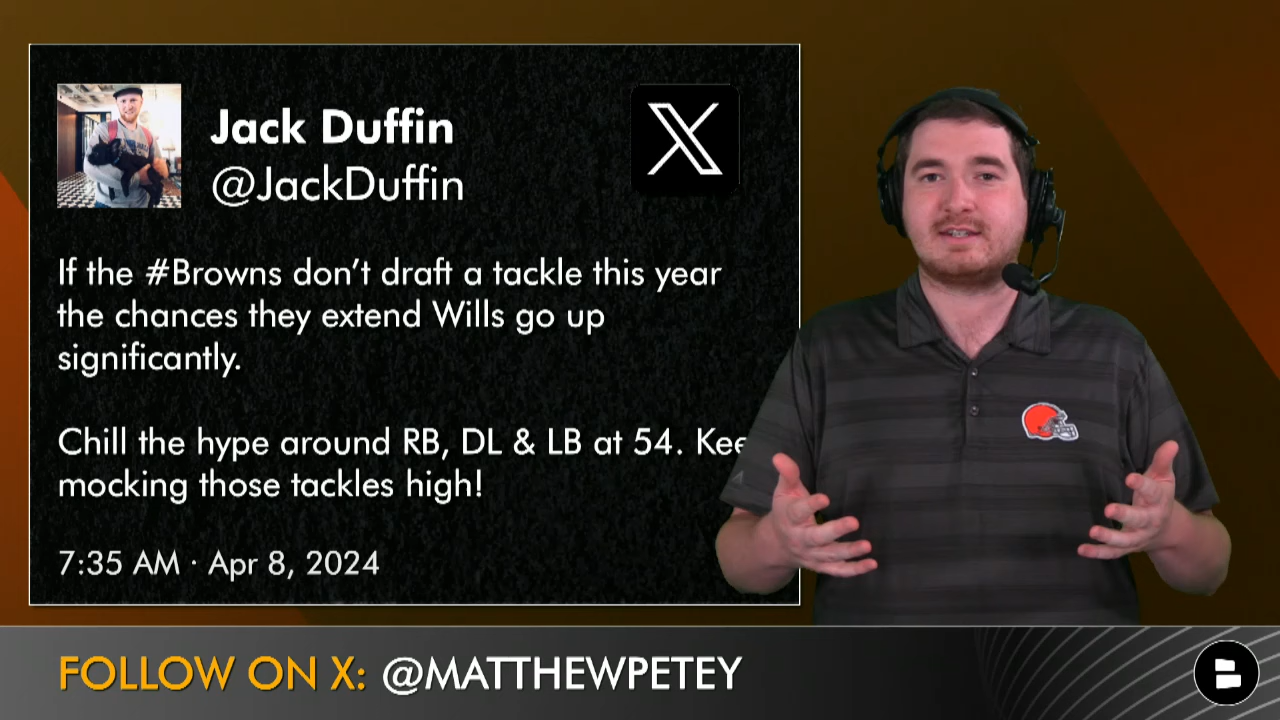 Jack Duffin
@JackDuffin
If the #Browns don't draft a tackle this year
the chances they extend Wills go up
significantly.
Chill the hype around RB, DL & LB at 54. Kee
mocking those tackles high!
7:35 AM · Apr 8, 2024
FOLLOW ON X: @MATTHEWPETEY